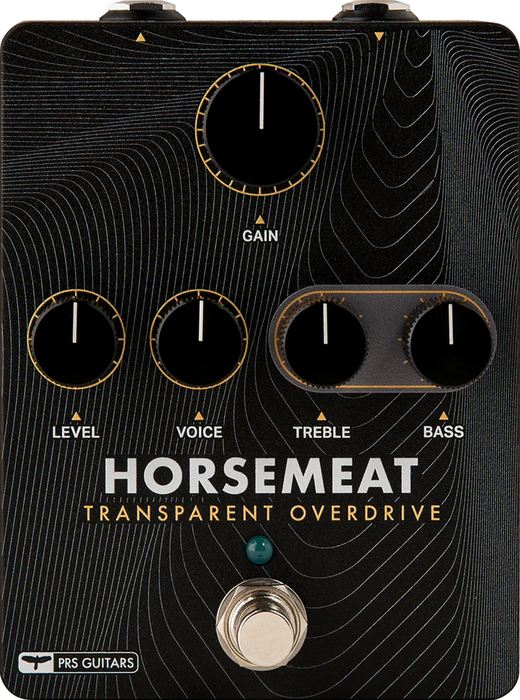 GAIN
LEVEL VOICE TREBLE BASS
HORSEMEAT
TRANSPARENT OVERDRIVE
PRS GUITARS